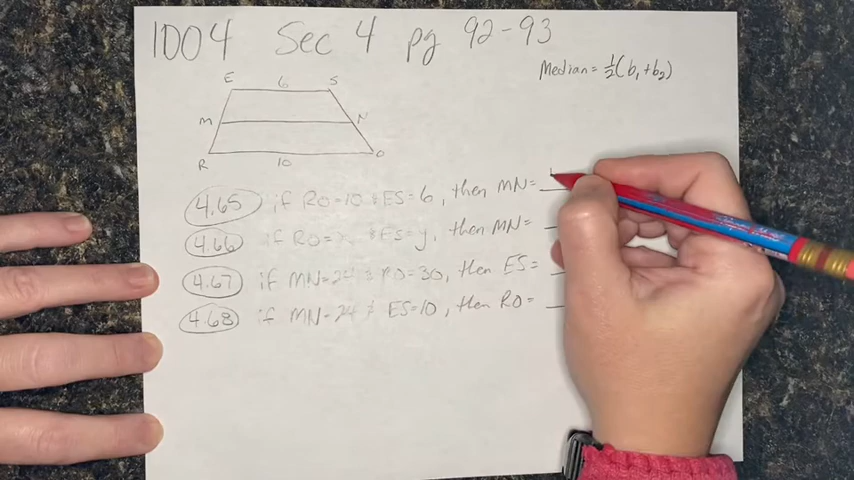 1004 Sec 4 pg 92-93
Median = ½(b₁+b₂)
E 6 S
M N
R 10 O
4.65 if RO=10 & ES=6, then MN=
4.66 if RO=x & ES=y, then MN=
4.67 if MN=24 & RO=30, then ES=
4.68 if MN=24 & ES=10, then RO=